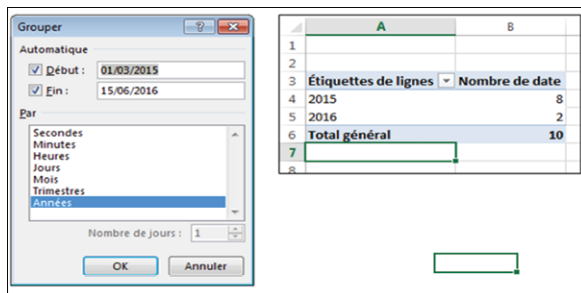 Grouper
Automatique
Début :
01/03/2015
Fin :
15/06/2016
Par
Secondes
Minutes
Heures
Jours
Mois
Trimestres
Années
Nombre de jours :
1
OK
Annuler
A
B
1
2
3 Étiquettes de lignes Nombre de date
4 2015 8
5 2016 2
6 Total général 10
7
8